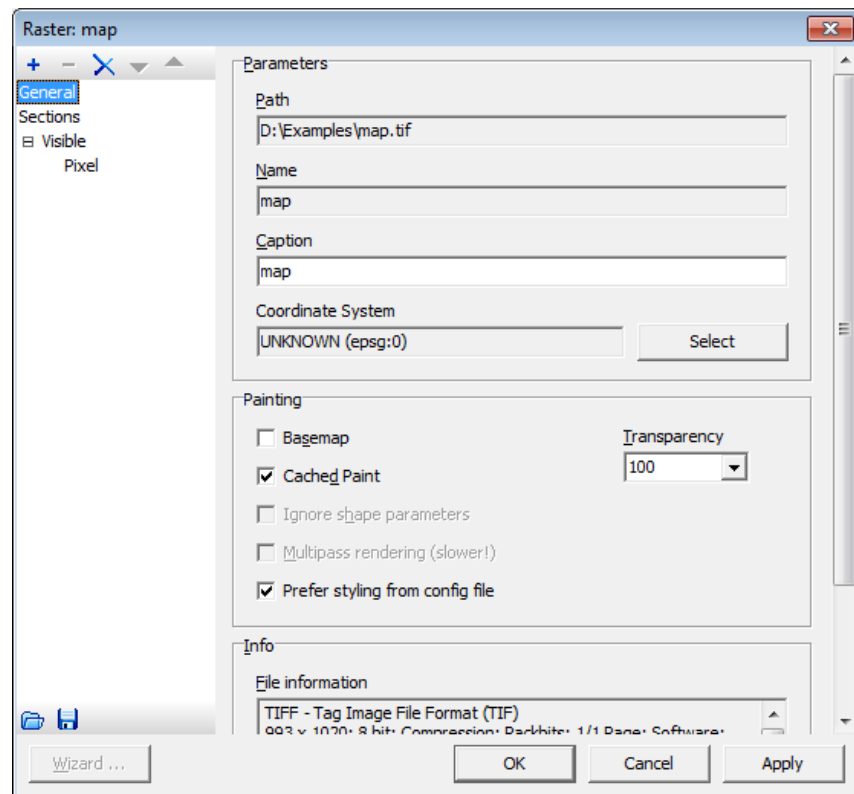 Raster: map
General
Sections
Visible
Pixel
Parameters
Path
D:\Examples\map.tif
Name
map
Caption
map
Coordinate System
UNKNOWN (epsg:0)
Select
Painting
Basemap
Transparency
100
Cached Paint
Ignore shape parameters
Multipass rendering (slower!)
Prefer styling from config file
Info
File information
TIFF - Tag Image File Format (TIF)
993 x 1020; 8 bit; Compression: Packbits; 1/1 Page; Software:
Wizard ...
OK
Cancel
Apply